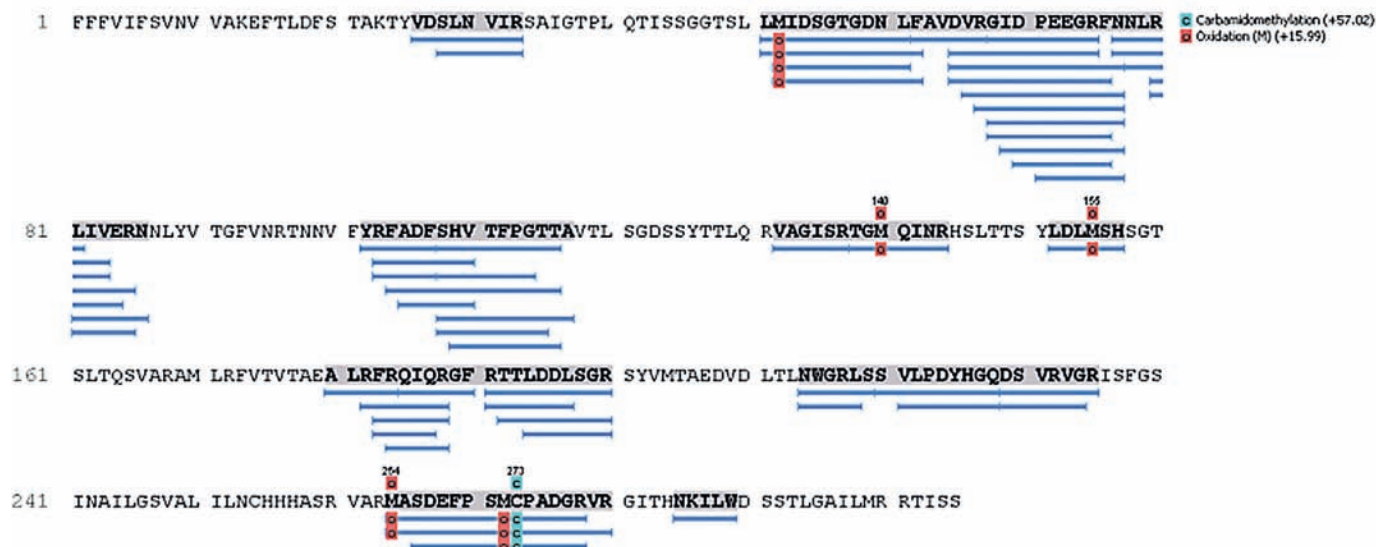 1 FFFVIFSVNV VAKEFTLDFS TAKTYVDSLN VIRSAIGTPL QTISSGGTSL LMIDSGTGDN LFAVDVRGID PEEGRFNNLR
c Carbamidomethylation (+57.02)
o Oxidation (M) (+15.99)
o
o
o
o
140 155
o o
81 LIVERNNLYV TGFVNRTNNV FYRFADFSHV TFPGTTAVTL SGDSSYTTLQ RVAGISRTGM QINRHSLTTS YLDLMSHSGT
o o
161 SLTQSVARAM LRFVTVTAEA LRFRQIQRGF RTTLDDLSGR SYVMTAEDVD LTLNWGRLSS VLPDYHGQDS VRVGRISFGS
264 273
o c
241 INAILGSVAL ILNCHHHASR VARMASDEFP SMCPADGRVR GITHNKILWD SSTLGAILMR RTISS
o o c
o o c
o c